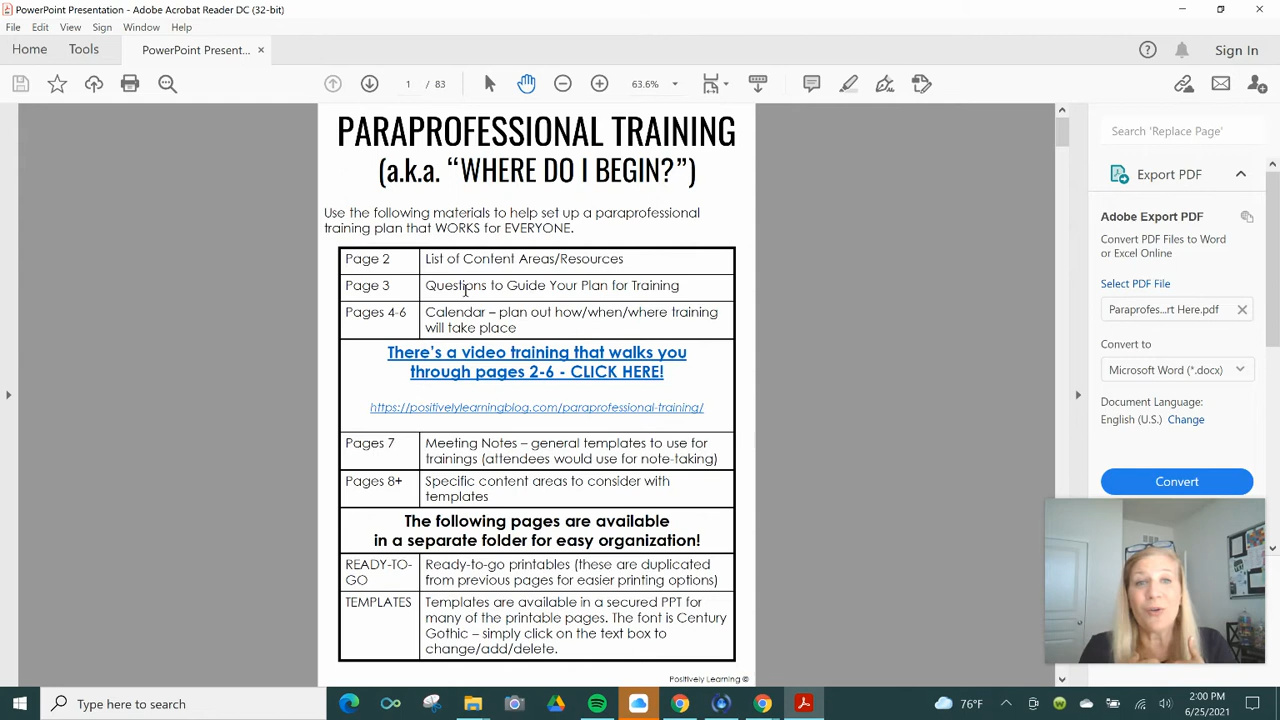 PowerPoint Presentation - Adobe Acrobat Reader DC (32-bit)
File Edit View Sign Window Help
Home Tools PowerPoint Present... × Sign In
1 / 83 63.6%
PARAPROFESSIONAL TRAINING
(a.k.a. “WHERE DO I BEGIN?”)
Use the following materials to help set up a paraprofessional
training plan that WORKS for EVERYONE.
Page 2 List of Content Areas/Resources
Page 3 Questions to Guide Your Plan for Training
Pages 4-6 Calendar – plan out how/when/where training
will take place
There's a video training that walks you
through pages 2-6 - CLICK HERE!
https://positivelylearningblog.com/paraprofessional-training/
Pages 7 Meeting Notes – general templates to use for
trainings (attendees would use for note-taking)
Pages 8+ Specific content areas to consider with
templates
The following pages are available
in a separate folder for easy organization!
READY-TO-
GO
Ready-to-go printables (these are duplicated
from previous pages for easier printing options)
TEMPLATES Templates are available in a secured PPT for
many of the printable pages. The font is Century
Gothic – simply click on the text box to
change/add/delete.
Positively Learning ©
Search 'Replace Page'
Export PDF
Adobe Export PDF
Convert PDF Files to Word
or Excel Online
Select PDF File
Paraprofes...rt Here.pdf
Convert to
Microsoft Word (*.docx)
Document Language:
English (U.S.) Change
Convert
Type here to search
76°F
2:00 PM
6/25/2021